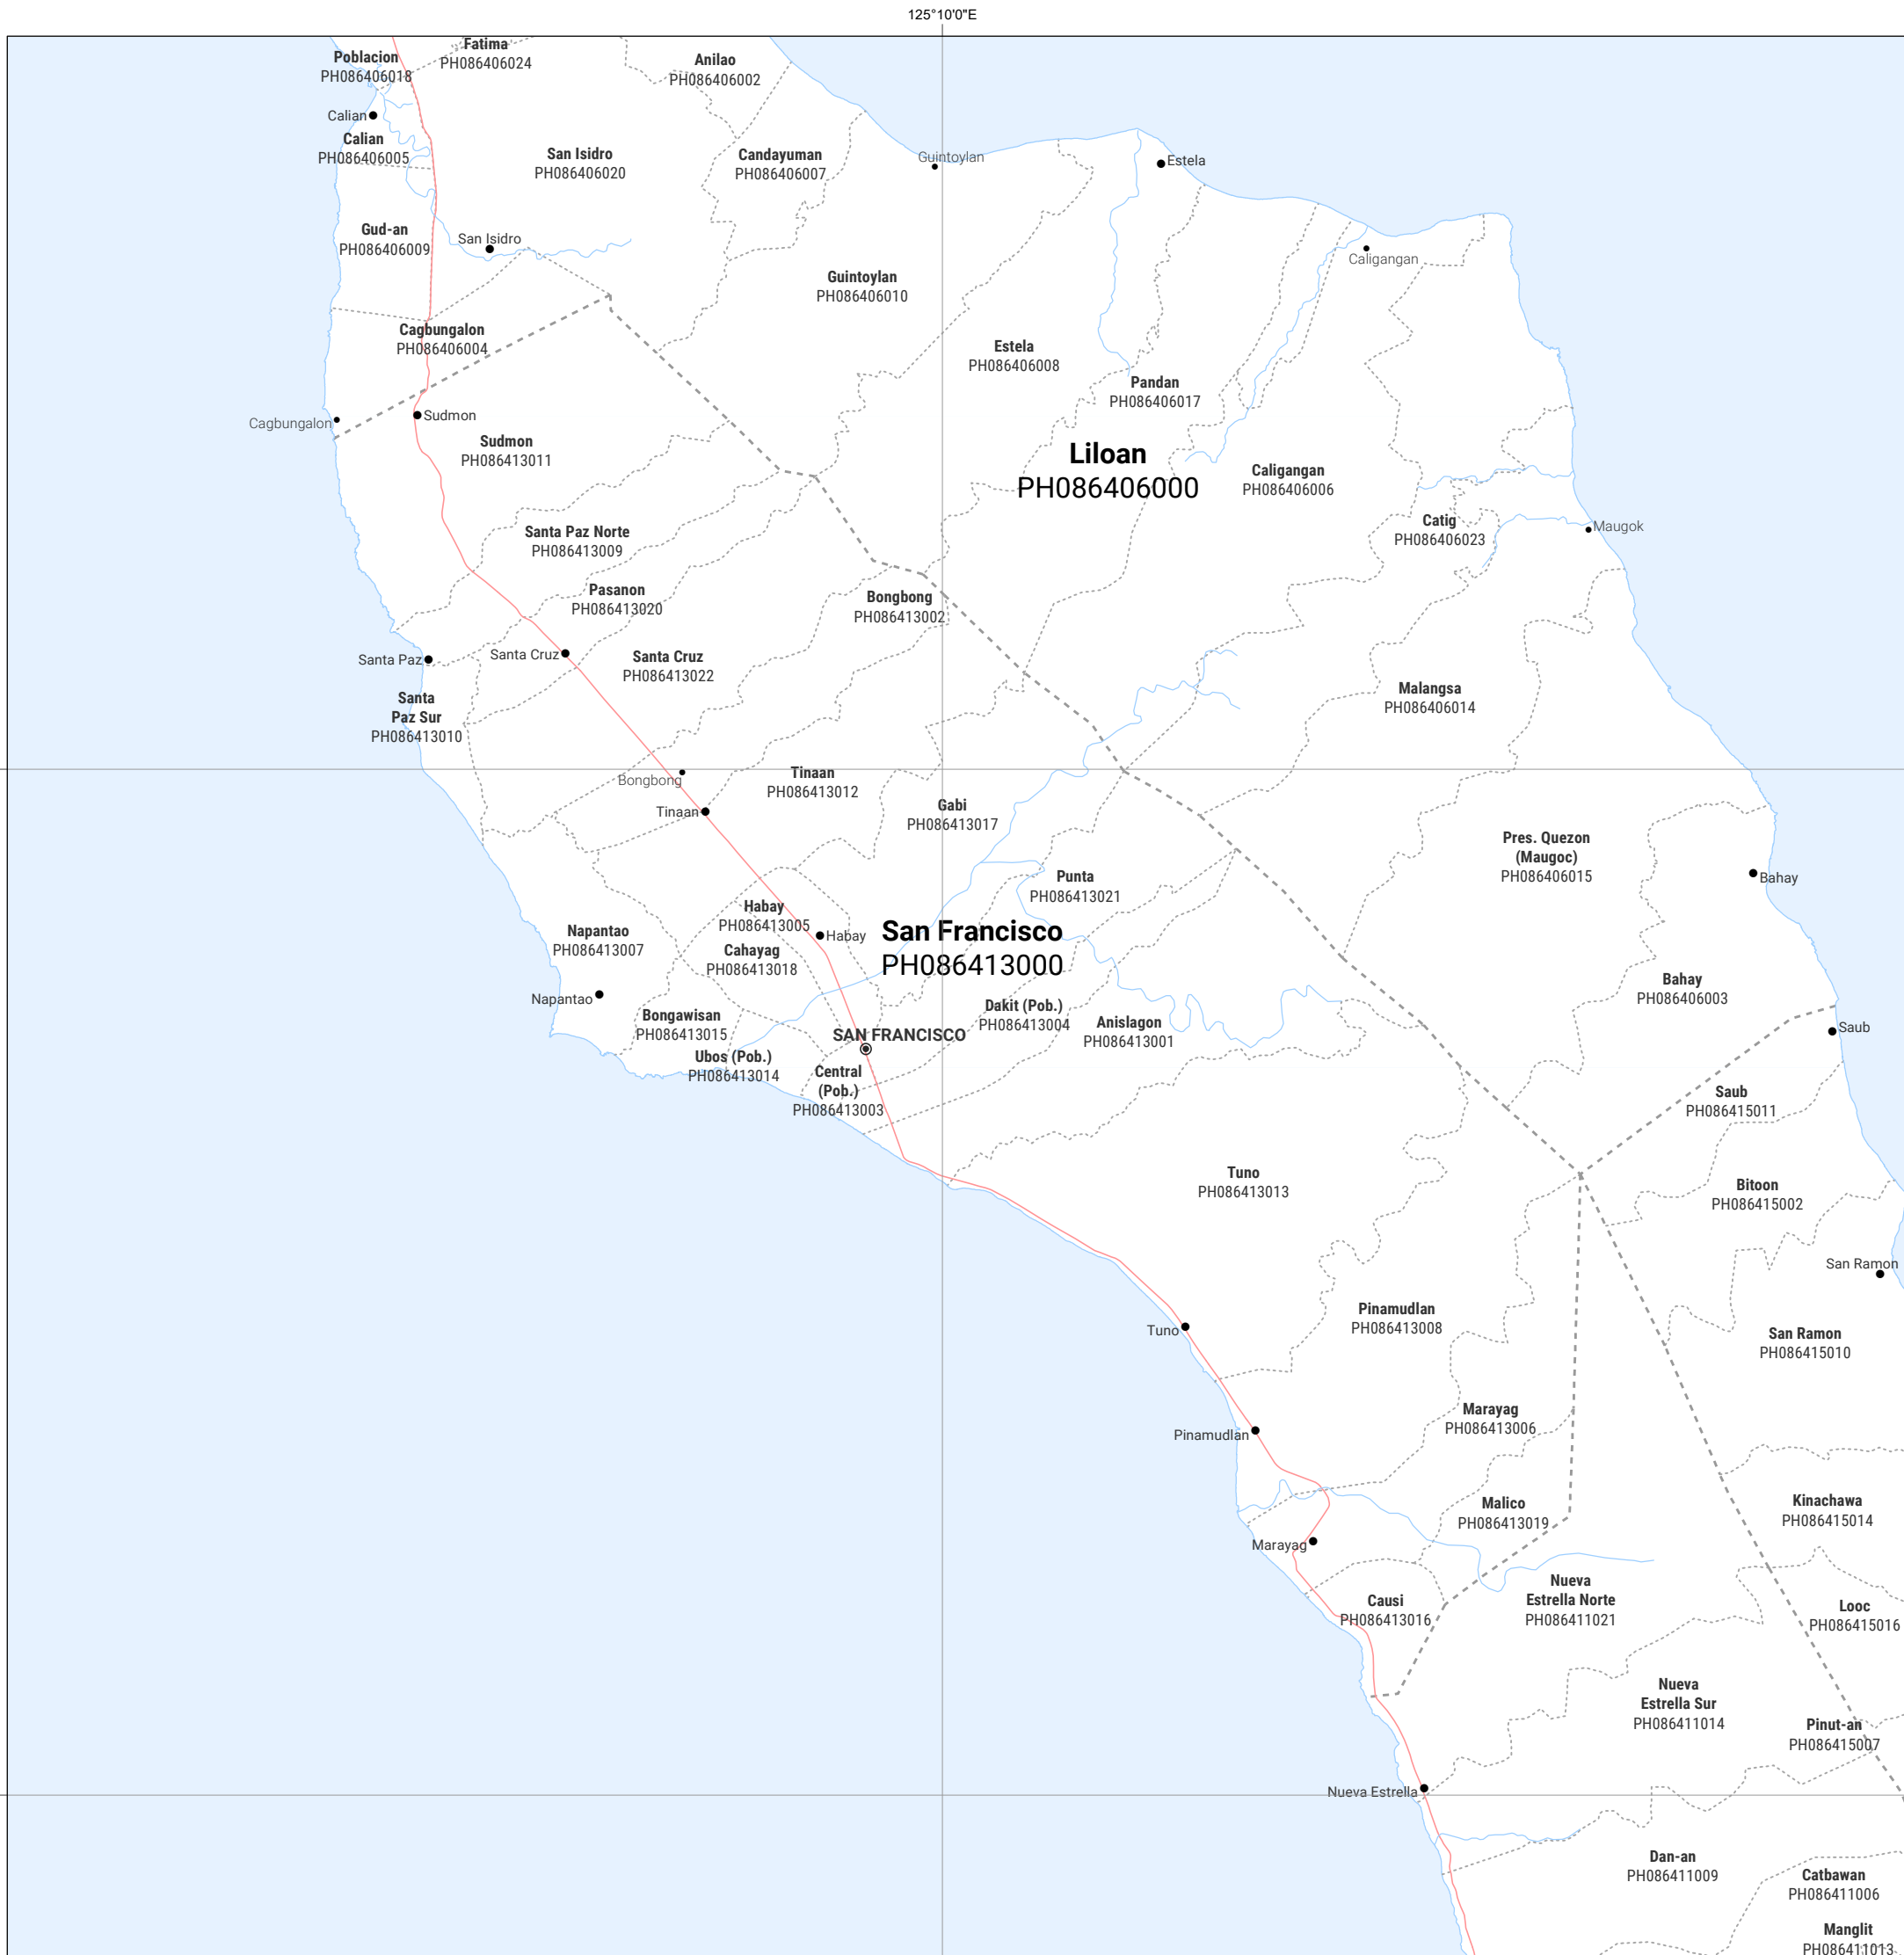 125°10'0"E
Poblacion
PH086406018
Fatima
PH086406024
Anilao
PH086406002
Calian
Calian
PH086406005
San Isidro
PH086406020
Candayuman
PH086406007
Guintoylan
Estela
Gud-an
PH086406009
San Isidro
Caligangan
Guintoylan
PH086406010
Cagbungalon
PH086406004
Estela
PH086406008
Pandan
PH086406017
Cagbungalon
Sudmon
Sudmon
PH086413011
Liloan
PH086406000
Caligangan
PH086406006
Catig
PH086406023
Maugok
Santa Paz Norte
PH086413009
Pasanon
PH086413020
Bongbong
PH086413002
Santa Paz
Santa Cruz
Santa Cruz
PH086413022
Santa
Paz Sur
PH086413010
Malangsa
PH086406014
Bongbong
Tinaan
PH086413012
Tinaan
Gabi
PH086413017
Pres. Quezon
(Maugoc)
PH086406015
Bahay
Punta
PH086413021
Habay
PH086413005
Habay
Napantao
PH086413007
Cahayag
PH086413018
San Francisco
PH086413000
Bahay
PH086406003
Napantao
Bongawisan
PH086413015
Dakit (Pob.)
PH086413004
Anislagon
PH086413001
SAN FRANCISCO
Saub
Ubos (Pob.)
PH086413014
Central
(Pob.)
PH086413003
Saub
PH086415011
Tuno
PH086413013
Bitoon
PH086415002
San Ramon
Tuno
Pinamudlan
PH086413008
San Ramon
PH086415010
Pinamudlan
Marayag
PH086413006
Malico
PH086413019
Kinachawa
PH086415014
Marayag
Causi
PH086413016
Nueva
Estrella Norte
PH086411021
Looc
PH086415016
Nueva
Estrella Sur
PH086411014
Pinut-an
PH086415007
Nueva Estrella
Dan-an
PH086411009
Catbawan
PH086411006
Manglit
PH086411013